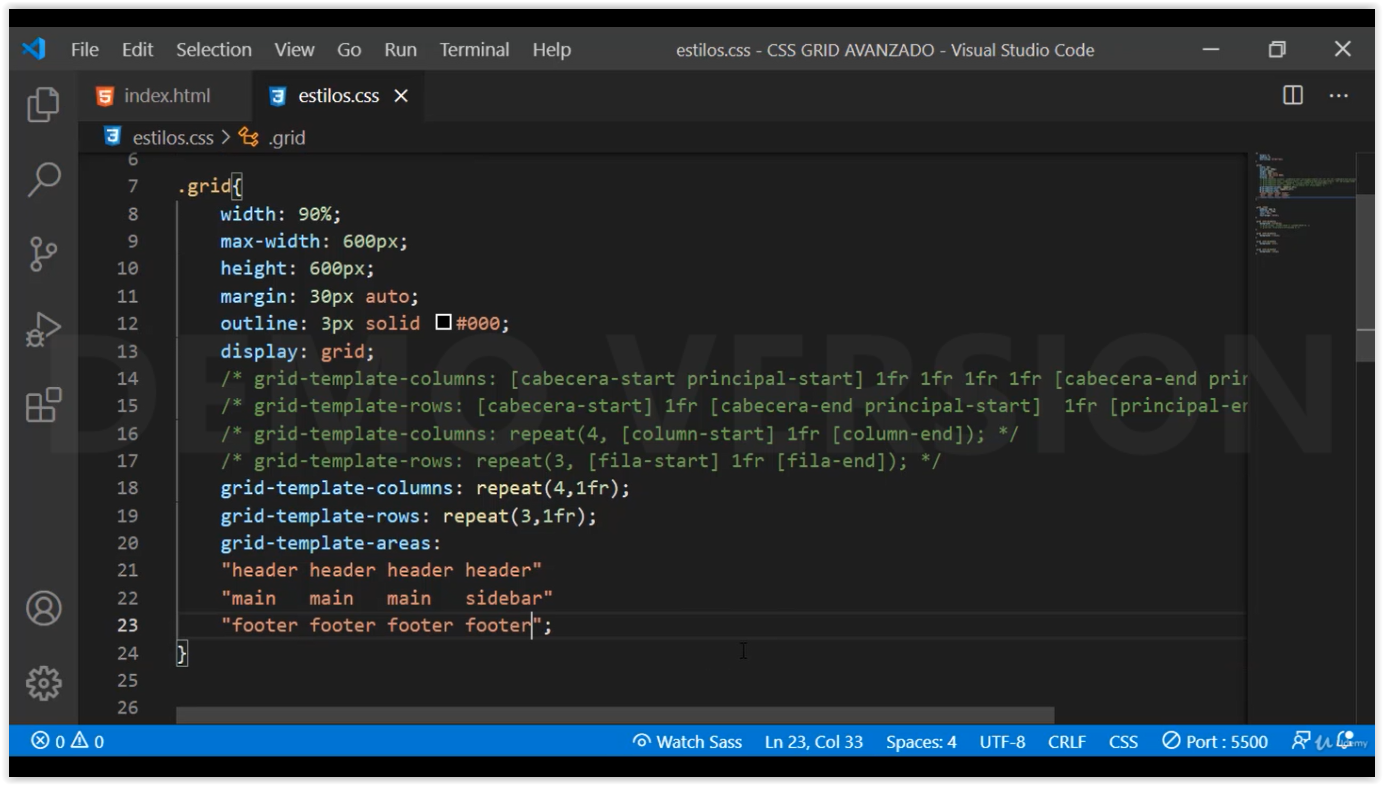 File Edit Selection View Go Run Terminal Help estilos.css - CSS GRID AVANZADO - Visual Studio Code
index.html estilos.css
estilos.css > .grid
6
7 .grid{
8 width: 90%;
9 max-width: 600px;
10 height: 600px;
11 margin: 30px auto;
12 outline: 3px solid #000;
13 display: grid;
14 /* grid-template-columns: [cabecera-start principal-start] 1fr 1fr 1fr 1fr [cabecera-end prin
15 /* grid-template-rows: [cabecera-start] 1fr [cabecera-end principal-start]  1fr [principal-en
16 /* grid-template-columns: repeat(4, [column-start] 1fr [column-end]); */
17 /* grid-template-rows: repeat(3, [fila-start] 1fr [fila-end]); */
18 grid-template-columns: repeat(4,1fr);
19 grid-template-rows: repeat(3,1fr);
20 grid-template-areas:
21 "header header header header"
22 "main   main   main   sidebar"
23 "footer footer footer footer";
24 }
25
26
DEMO VERSION
0 0 Watch Sass Ln 23, Col 33 Spaces: 4 UTF-8 CRLF CSS Port : 5500